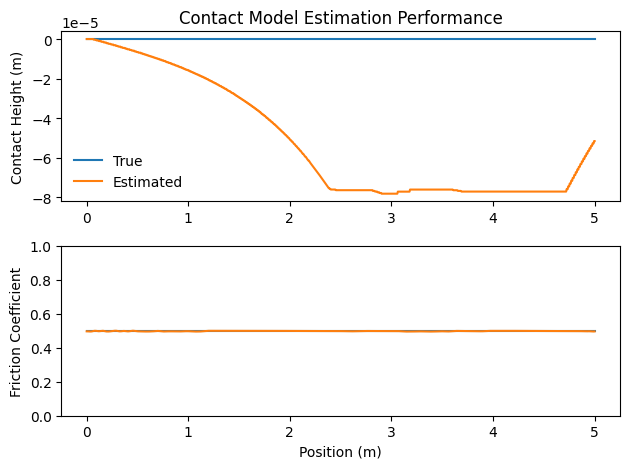 Contact Model Estimation Performance
1e−5
Contact Height (m)
0
−2
−4
−6
−8
True
Estimated
0 1 2 3 4 5
Friction Coefficient
1.0
0.8
0.6
0.4
0.2
0.0
0 1 2 3 4 5
Position (m)